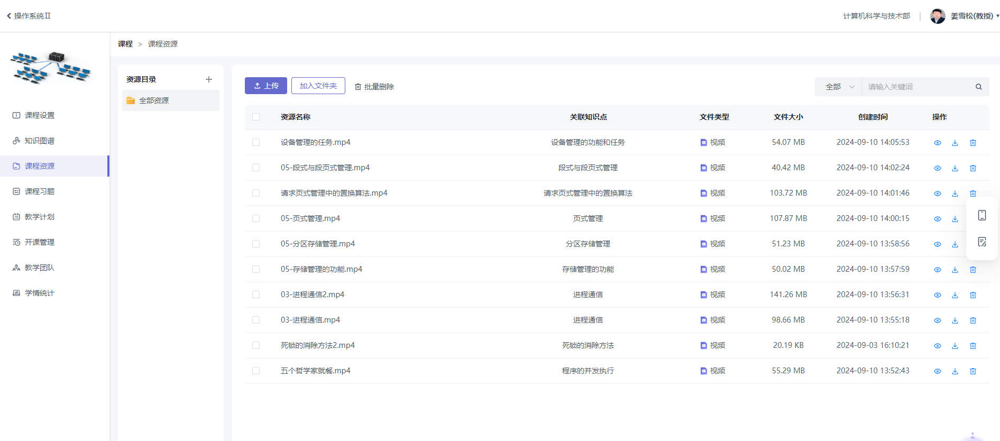 操作系统Ⅱ
计算机科学与技术部
姜雪松(教授)
课程 > 课程资源
课程设置
知识图谱
课程资源
课程习题
教学计划
开课管理
教学团队
学情统计
资源目录
全部资源
上传 加入文件夹 批量删除
全部 请输入关键词
资源名称 关联知识点 文件类型 文件大小 创建时间 操作
设备管理的任务.mp4 设备管理的功能和任务 视频 54.07 MB 2024-09-10 14:05:53
05-段式与段页式管理.mp4 段式与段页式管理 视频 40.42 MB 2024-09-10 14:02:24
请求页式管理中的置换算法.mp4 请求页式管理中的置换算法 视频 103.72 MB 2024-09-10 14:01:46
05-页式管理.mp4 页式管理 视频 107.87 MB 2024-09-10 14:00:15
05-分区存储管理.mp4 分区存储管理 视频 51.23 MB 2024-09-10 13:58:56
05-存储管理的功能.mp4 存储管理的功能 视频 50.02 MB 2024-09-10 13:57:59
03-进程通信2.mp4 进程通信 视频 141.26 MB 2024-09-10 13:56:31
03-进程通信.mp4 进程通信 视频 98.66 MB 2024-09-10 13:55:18
死锁的消除方法2.mp4 死锁的消除方法 视频 20.19 KB 2024-09-03 16:10:21
五个哲学家就餐.mp4 程序的并发执行 视频 55.29 MB 2024-09-10 13:52:43